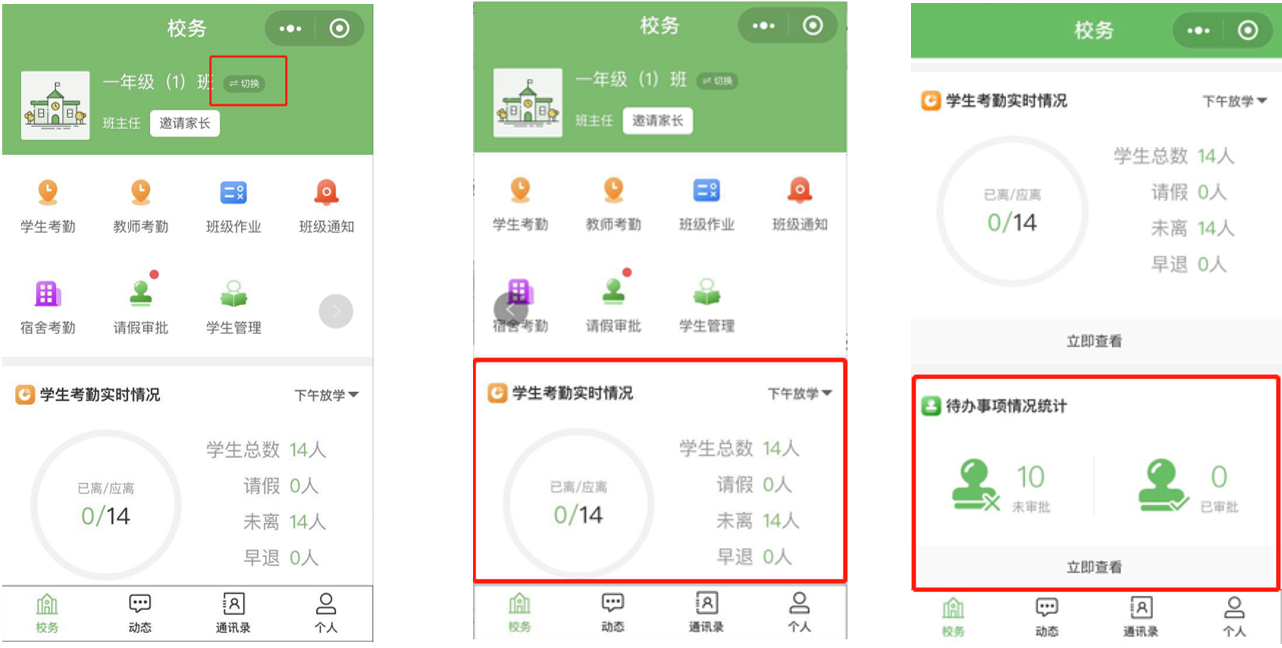 校务
一年级（1）班 ⇌切换
班主任 邀请家长
学生考勤 教师考勤 班级作业 班级通知
宿舍考勤 请假审批 学生管理
学生考勤实时情况 下午放学
已离/应离
0/14
学生总数 14人
请假 0人
未离 14人
早退 0人
校务 动态 通讯录 个人
校务
一年级（1）班 ⇌切换
班主任 邀请家长
学生考勤 教师考勤 班级作业 班级通知
宿舍考勤 请假审批 学生管理
学生考勤实时情况 下午放学
已离/应离
0/14
学生总数 14人
请假 0人
未离 14人
早退 0人
校务 动态 通讯录 个人
校务
学生考勤实时情况 下午放学
已离/应离
0/14
学生总数 14人
请假 0人
未离 14人
早退 0人
立即查看
待办事项情况统计
10
未审批
0
已审批
立即查看
校务 动态 通讯录 个人